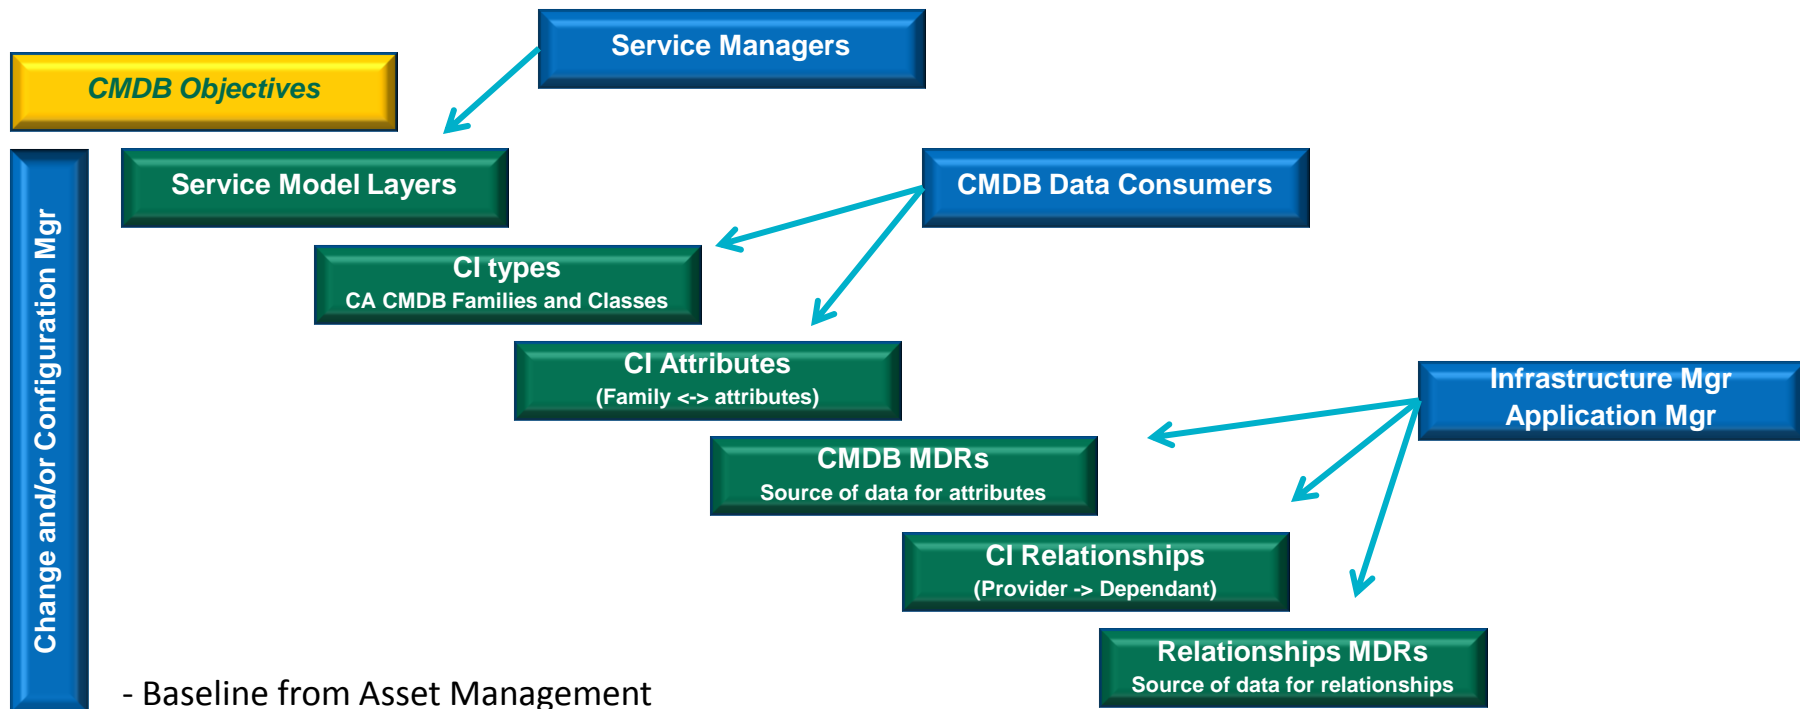 Service Managers
CMDB Objectives
Service Model Layers
CMDB Data Consumers
CI types
CA CMDB Families and Classes
CI Attributes
(Family <-> attributes)
Infrastructure Mgr
Application Mgr
CMDB MDRs
Source of data for attributes
CI Relationships
(Provider -> Dependant)
Relationships MDRs
Source of data for relationships
Change and/or Configuration Mgr
- Baseline from Asset Management